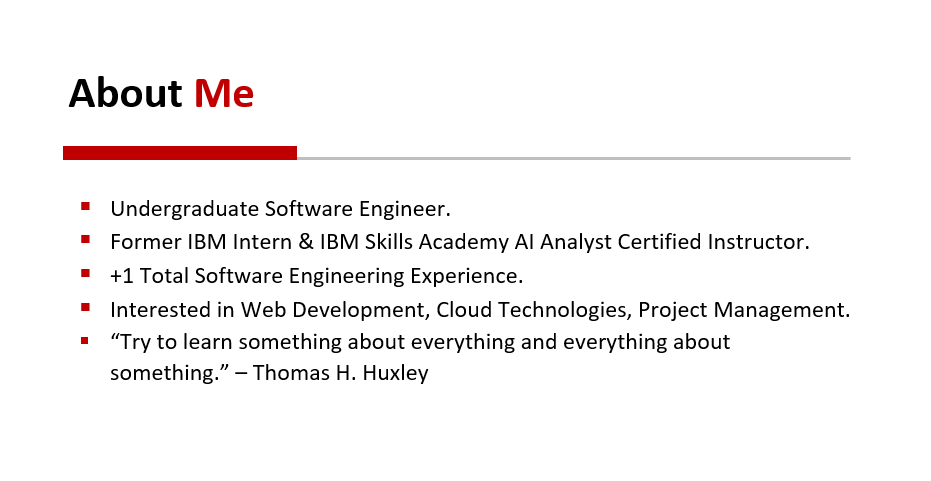 About Me
Undergraduate Software Engineer.
Former IBM Intern & IBM Skills Academy AI Analyst Certified Instructor.
+1 Total Software Engineering Experience.
Interested in Web Development, Cloud Technologies, Project Management.
“Try to learn something about everything and everything about
something.” – Thomas H. Huxley